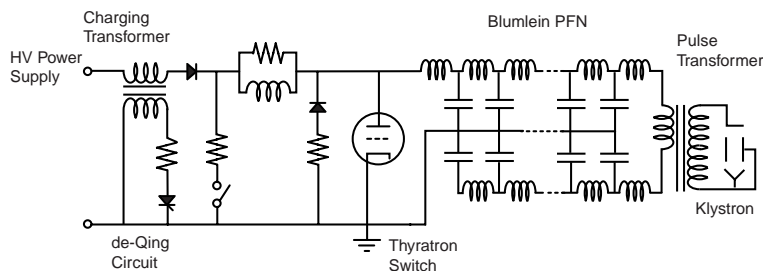 Charging
Transformer
HV Power
Supply
Blumlein PFN
Pulse
Transformer
Klystron
de-Qing
Circuit
Thyratron
Switch